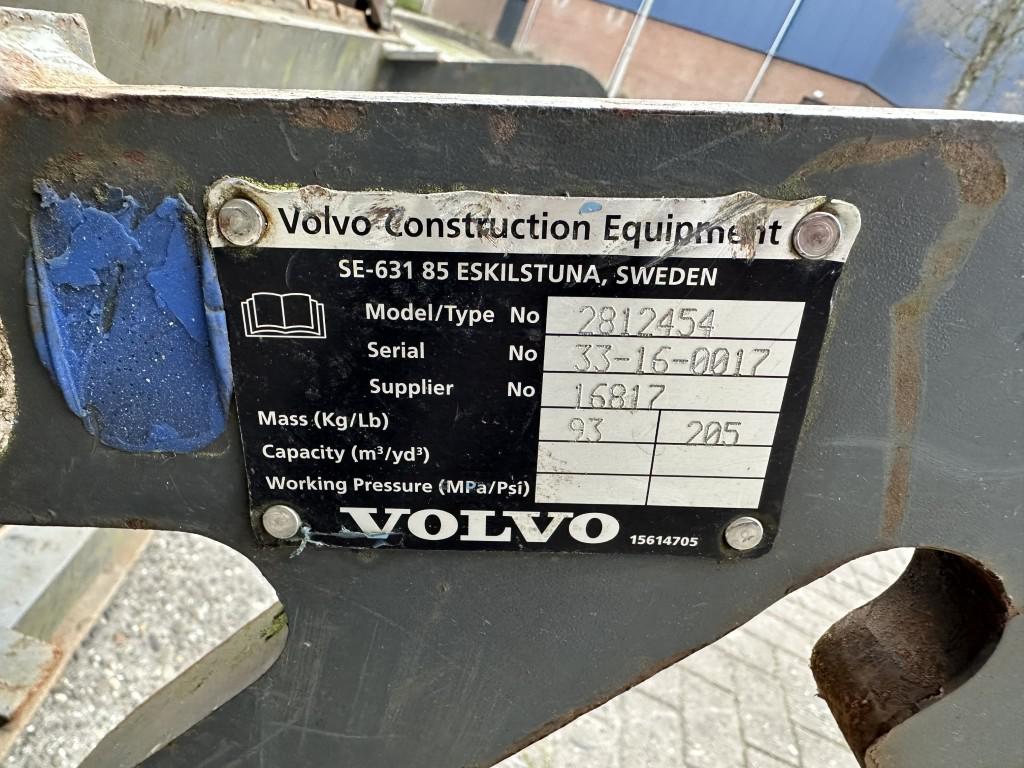 Volvo Construction Equipment
SE-631 85 ESKILSTUNA, SWEDEN
Model/Type No 2812454
Serial No 33-16-0017
Supplier No 16817
Mass (Kg/Lb) 93 205
Capacity (m³/yd³)
Working Pressure (MPa/Psi)
VOLVO 15614705